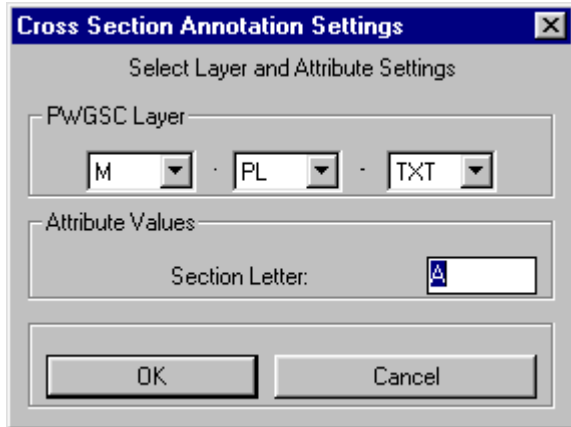 Cross Section Annotation Settings
Select Layer and Attribute Settings
PWGSC Layer
M - PL - TXT
Attribute Values
Section Letter: A
OK Cancel